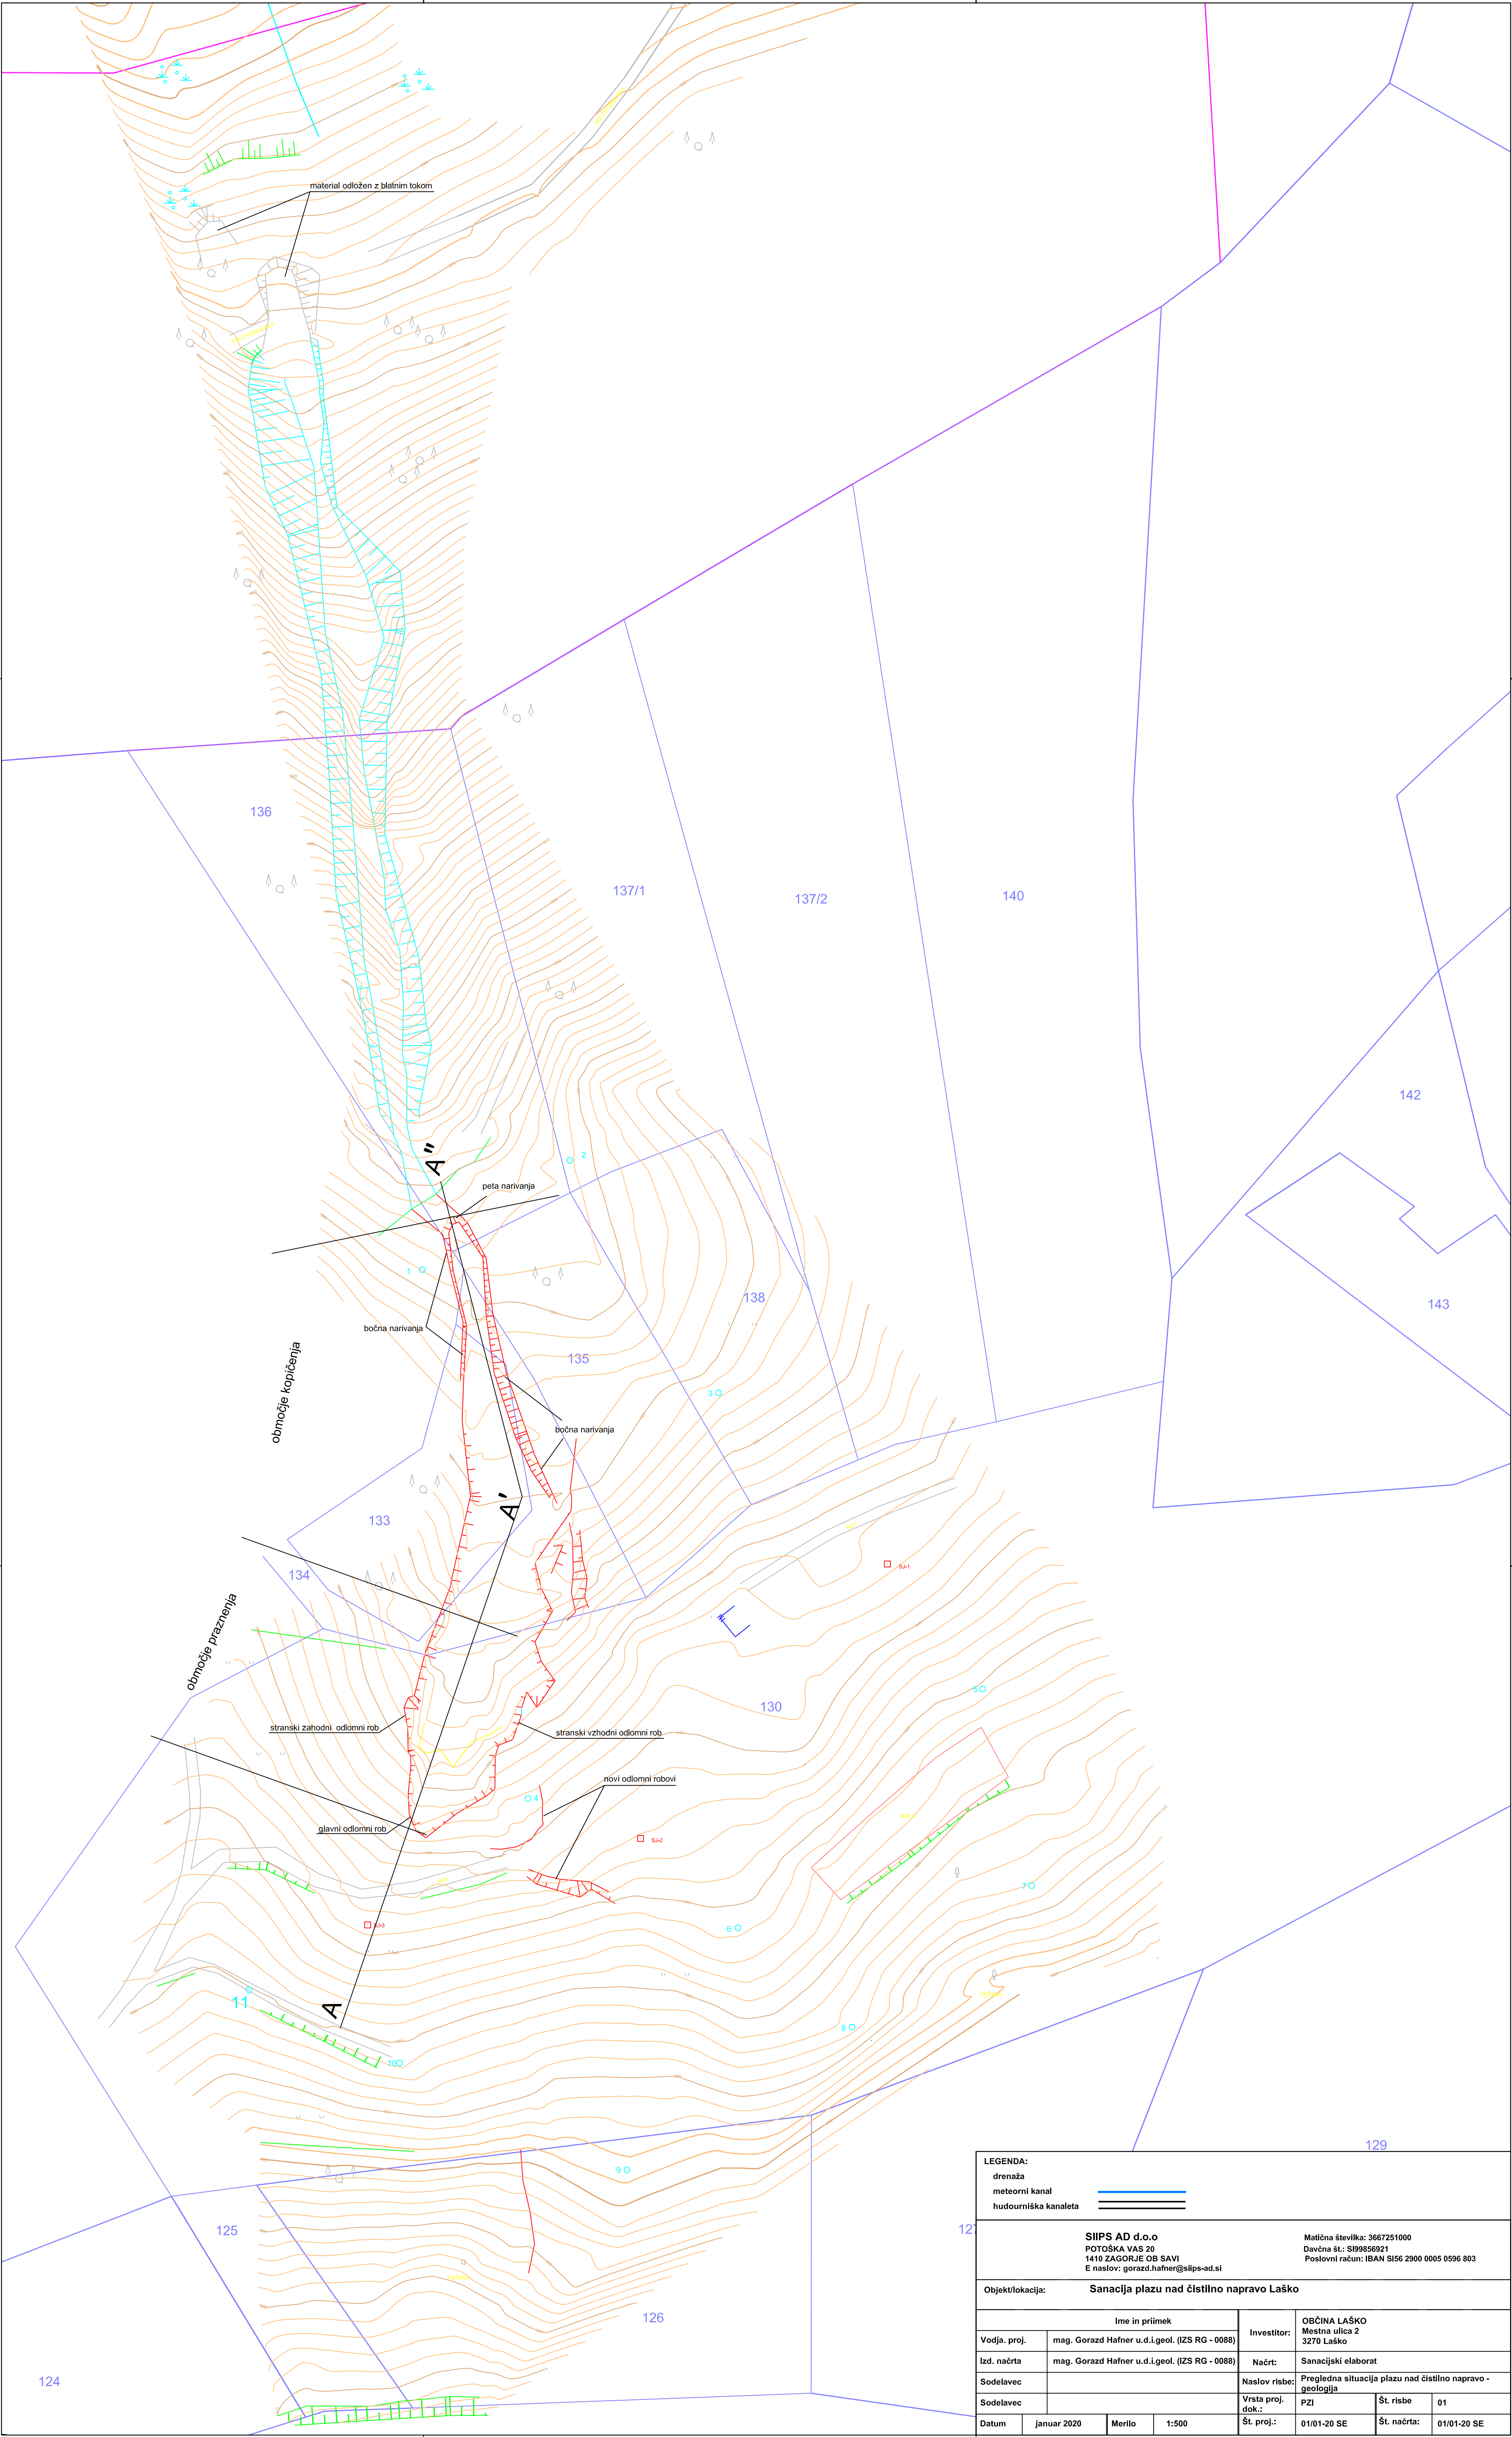 material odložen z blatnim tokom
136
137/1
137/2
140
142
A"
2
peta narivanja
1
138
143
bočna narivanja
135
območje kopičenja
3
bočna narivanja
A'
133
SJ-1
134
območje praznenja
5
130
stranski zahodni odlomni rob
stranski vzhodni odlomni rob
novi odlomni robovi
4
glavni odlomni rob
SJ-2
7
SJ-3
6
11
A
8
10
129
9
125
127
126
124
LEGENDA:
drenaža
meteorni kanal
hudourniška kanaleta
SIIPS AD d.o.o
POTOŠKA VAS 20
1410 ZAGORJE OB SAVI
E naslov: gorazd.hafner@siips-ad.si
Matična številka: 3667251000
Davčna št.: SI99856921
Poslovni račun: IBAN SI56 2900 0005 0596 803
Objekt/lokacija: Sanacija plazu nad čistilno napravo Laško
Ime in priimek
Investitor:
OBČINA LAŠKO
Mestna ulica 2
3270 Laško
Vodja. proj. mag. Gorazd Hafner u.d.i.geol. (IZS RG - 0088)
Izd. načrta mag. Gorazd Hafner u.d.i.geol. (IZS RG - 0088)
Načrt: Sanacijski elaborat
Sodelavec
Naslov risbe: Pregledna situacija plazu nad čistilno napravo -
geologija
Sodelavec
Vrsta proj.
dok.: PZI Št. risbe 01
Datum januar 2020 Merilo 1:500 Št. proj.: 01/01-20 SE Št. načrta: 01/01-20 SE